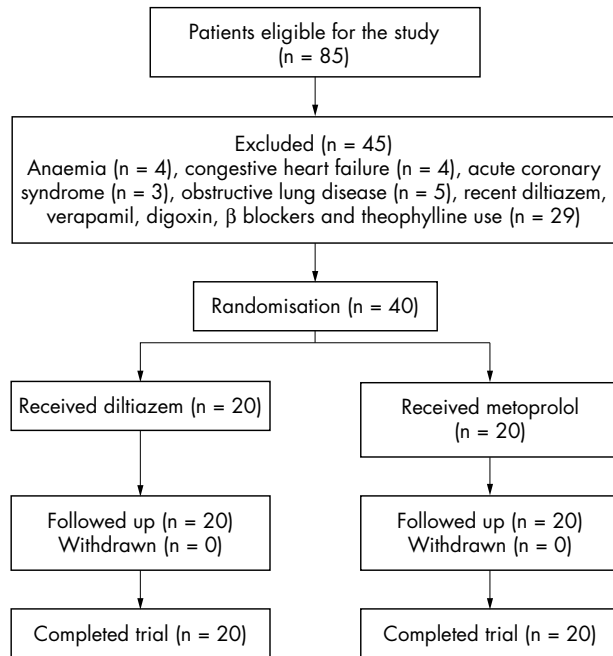 Patients eligible for the study
(n = 85)
Excluded (n = 45)
Anaemia (n = 4), congestive heart failure (n = 4), acute coronary
syndrome (n = 3), obstructive lung disease (n = 5), recent diltiazem,
verapamil, digoxin, β blockers and theophylline use (n = 29)
Randomisation (n = 40)
Received diltiazem (n = 20)
Received metoprolol
(n = 20)
Followed up (n = 20)
Withdrawn (n = 0)
Followed up (n = 20)
Withdrawn (n = 0)
Completed trial (n = 20)
Completed trial (n = 20)